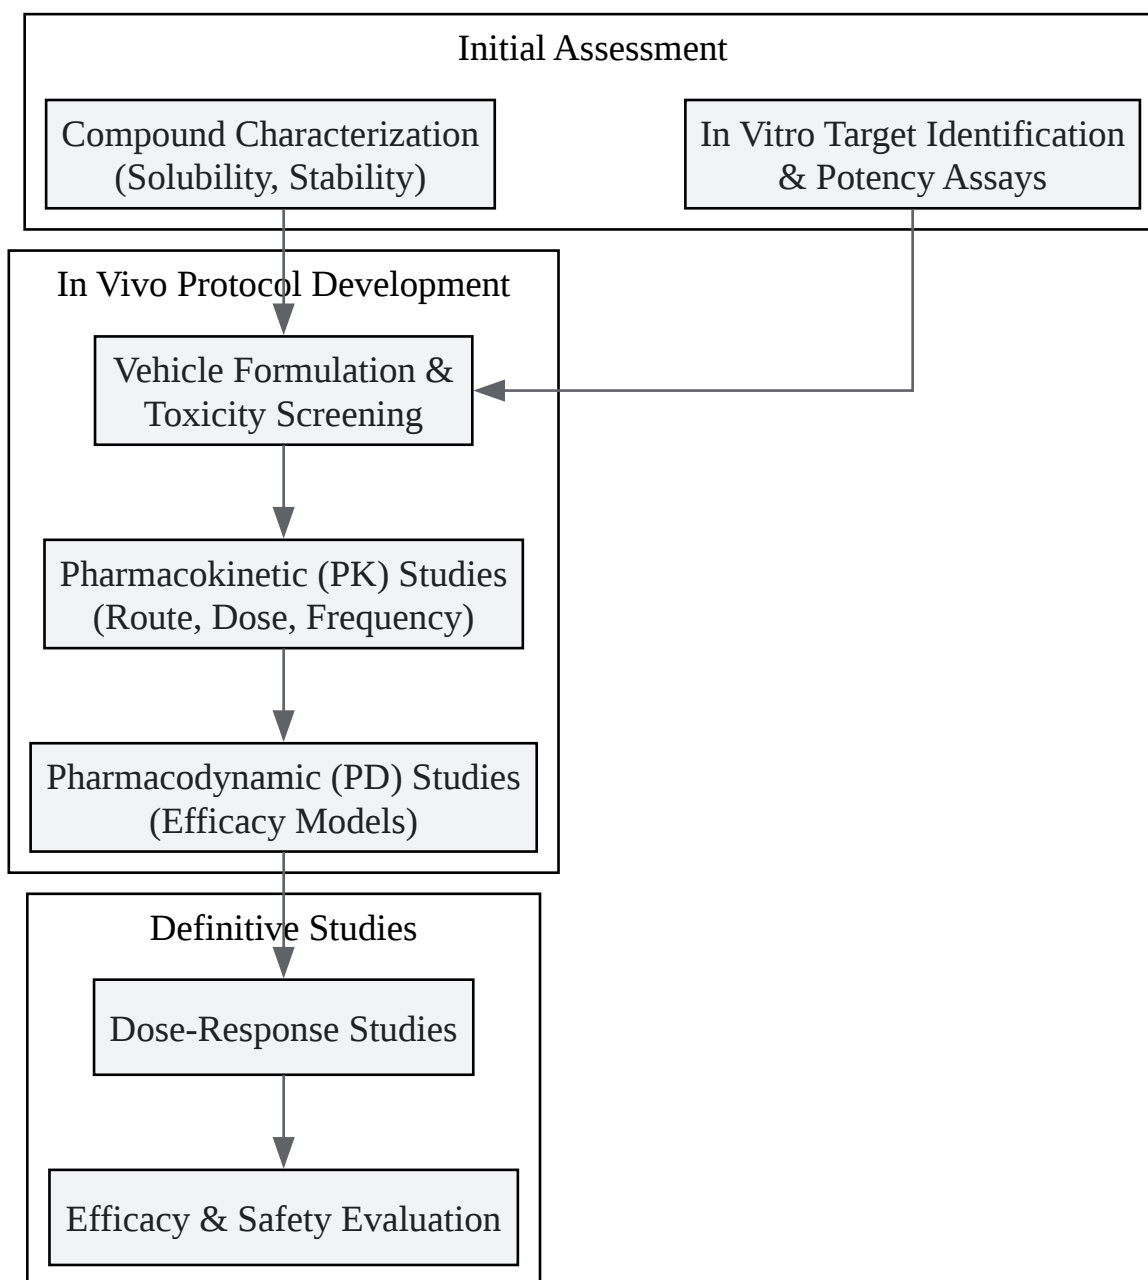 Initial Assessment
Compound Characterization
(Solubility, Stability)
In Vitro Target Identification
& Potency Assays
In Vivo Protocol Development
Vehicle Formulation &
Toxicity Screening
Pharmacokinetic (PK) Studies
(Route, Dose, Frequency)
Pharmacodynamic (PD) Studies
(Efficacy Models)
Definitive Studies
Dose-Response Studies
Efficacy & Safety Evaluation